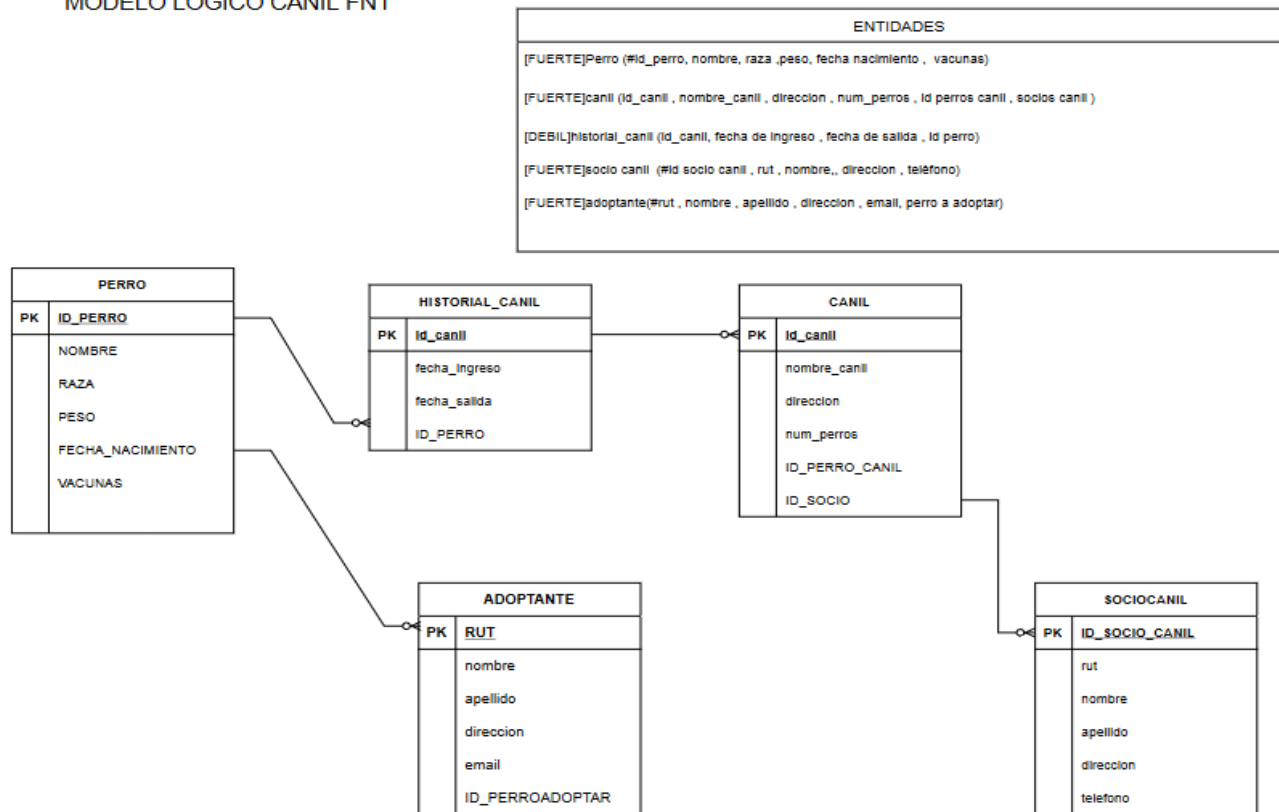 MODELO LOGICO CANIL FNT
ENTIDADES
[FUERTE]Perro (#id_perro, nombre, raza ,peso, fecha nacimiento , vacunas)
[FUERTE]canil (id_canil , nombre_canil , direccion , num_perros , id perros canil , socios canil )
[DEBIL]historial_canil (id_canil, fecha de ingreso , fecha de salida , id perro)
[FUERTE]socio canil (#id socio canil , rut , nombre,, direccion , teléfono)
[FUERTE]adoptante(#rut , nombre , apellido , direccion , email, perro a adoptar)
PERRO
PK ID_PERRO
NOMBRE
RAZA
PESO
FECHA_NACIMIENTO
VACUNAS
HISTORIAL_CANIL
PK id_canil
fecha_ingreso
fecha_salida
ID_PERRO
CANIL
PK id_canil
nombre_canil
direccion
num_perros
ID_PERRO_CANIL
ID_SOCIO
ADOPTANTE
PK RUT
nombre
apellido
direccion
email
ID_PERROADOPTAR
SOCIOCANIL
PK ID_SOCIO_CANIL
rut
nombre
apellido
direccion
telefono